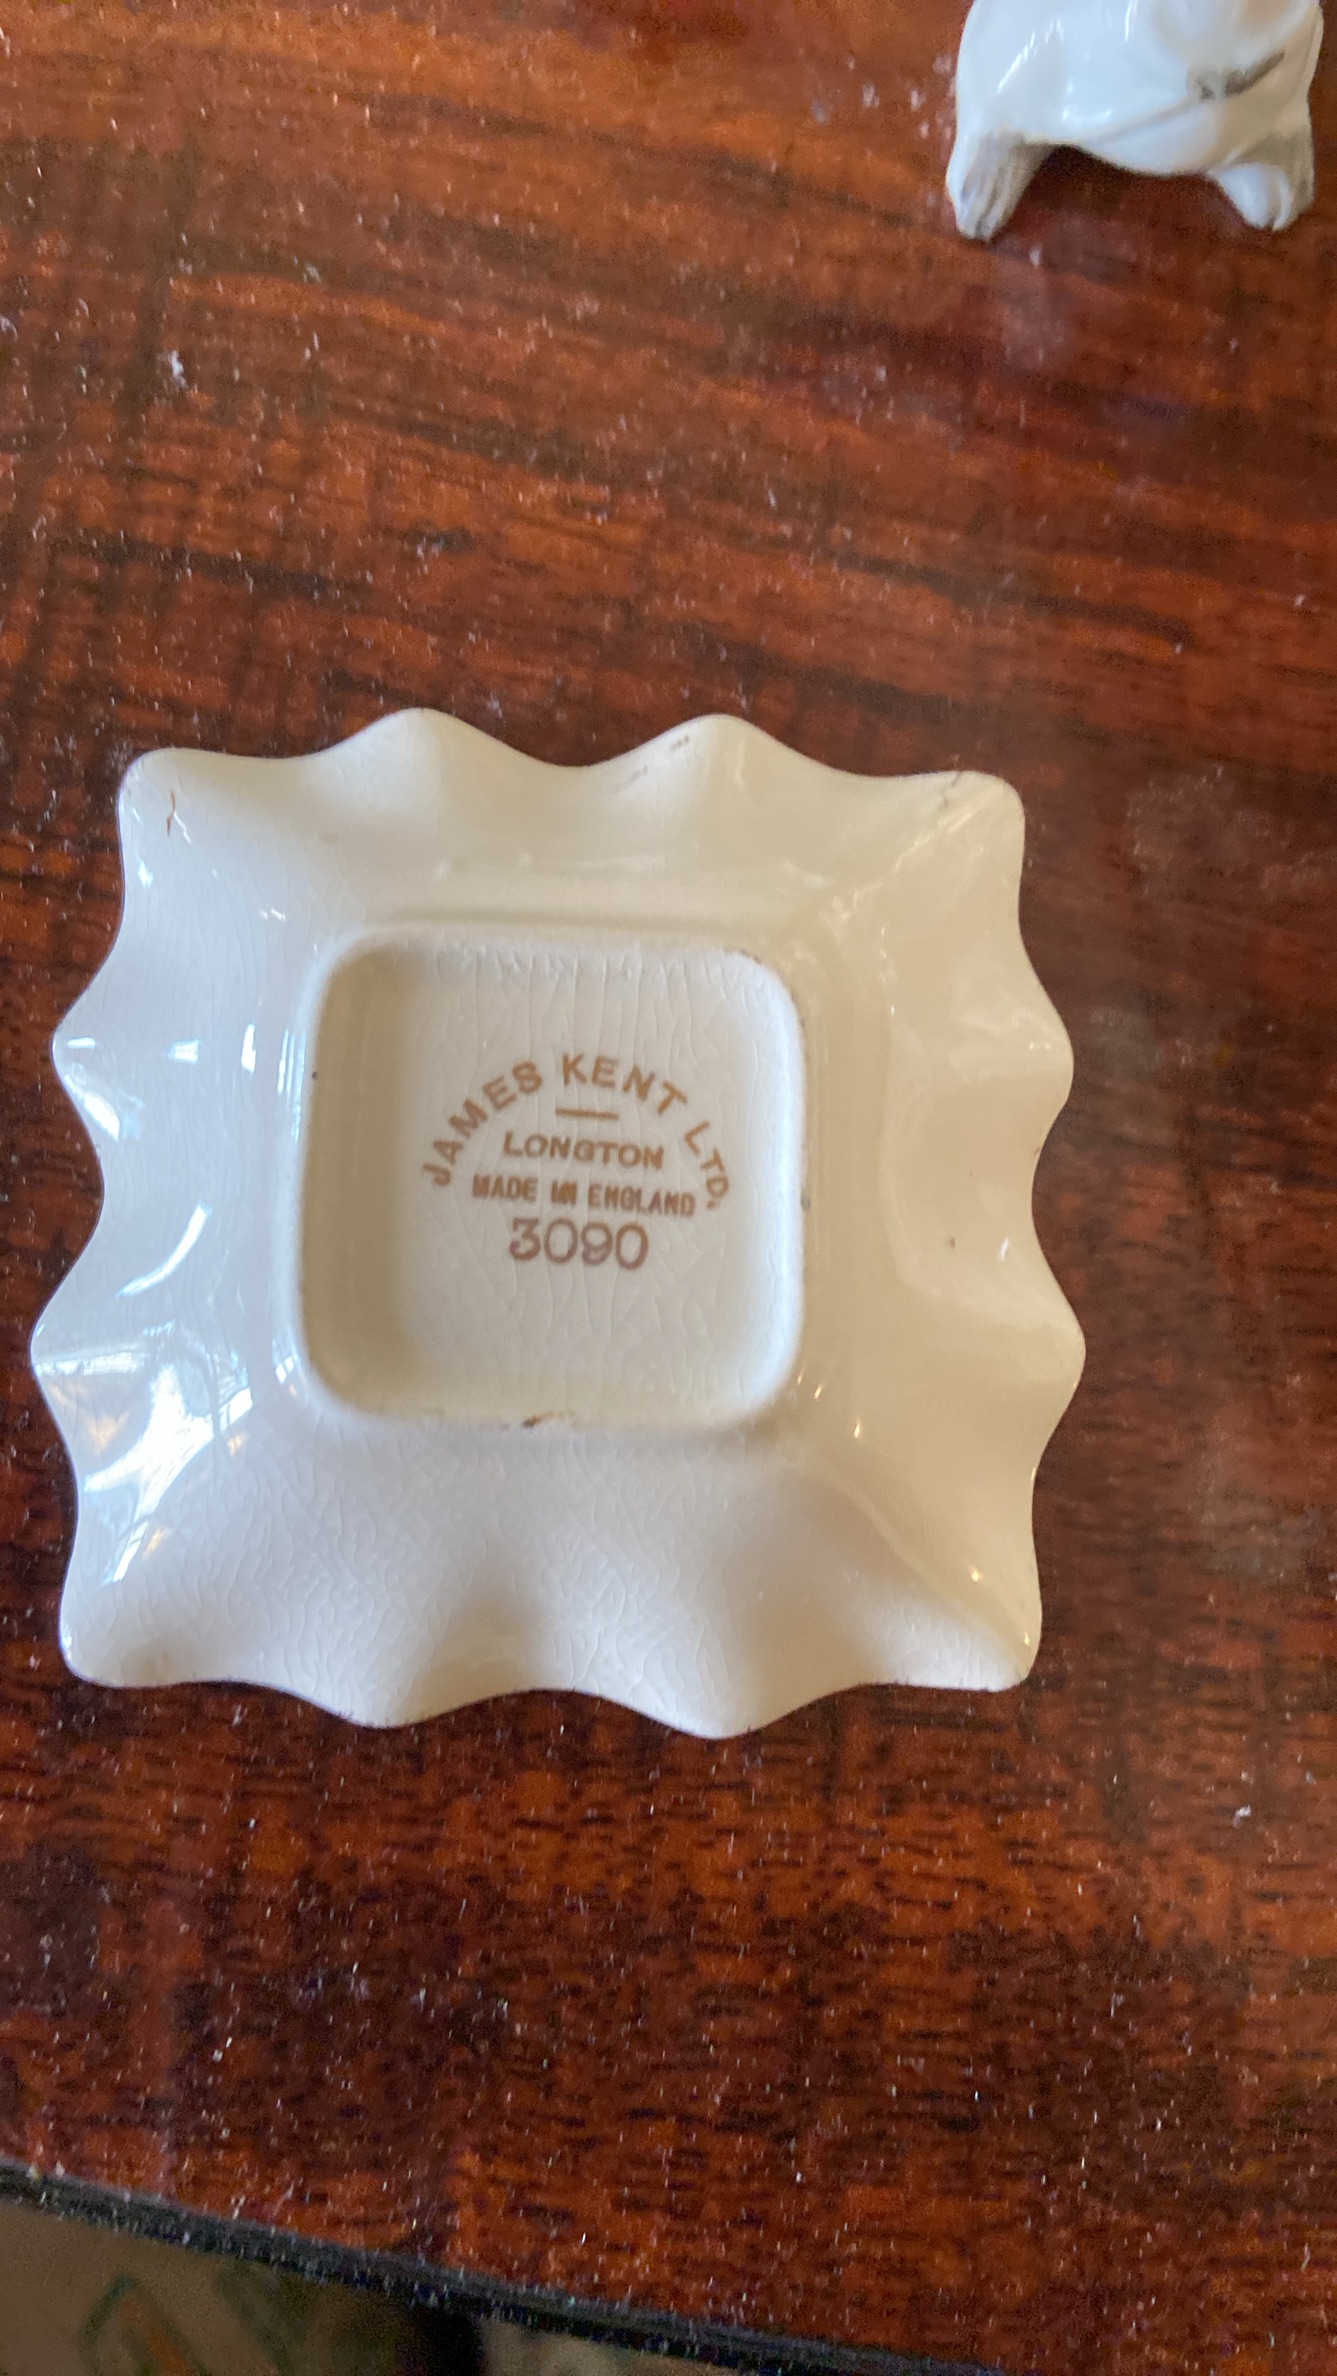 JAMES KENT LTD.
LONGTON
MADE IN ENGLAND
3090